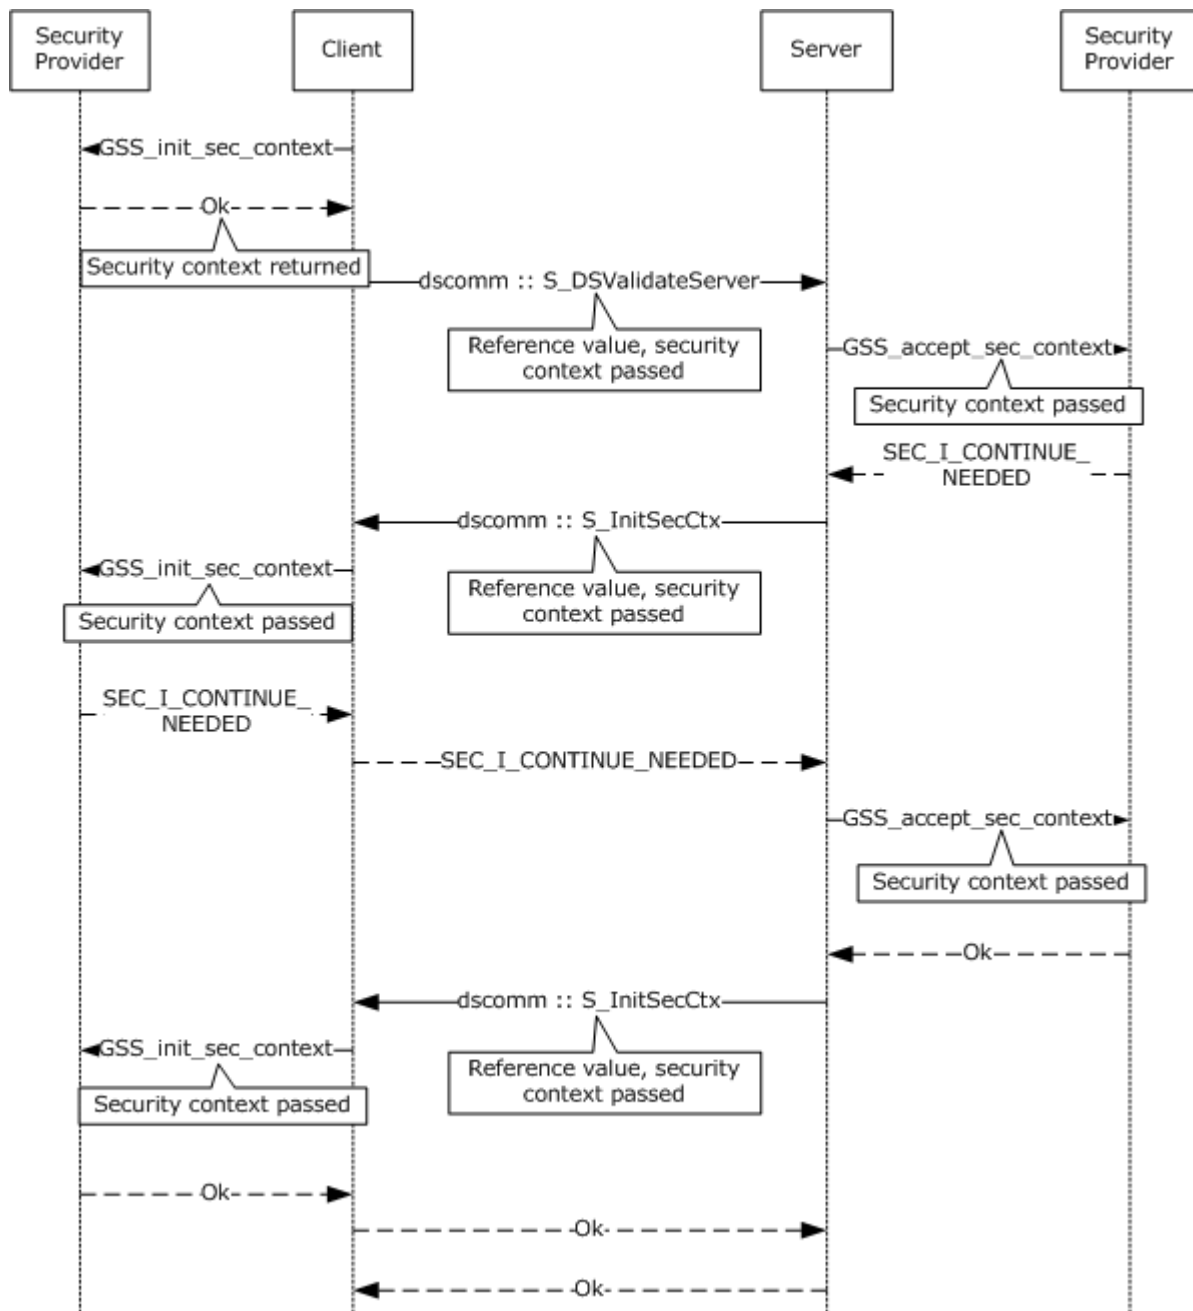 Security
Provider
Client
Server
Security
Provider
GSS_init_sec_context
Ok
Security context returned
dscomm :: S_DSValidateServer
Reference value, security
context passed
GSS_accept_sec_context
Security context passed
SEC_I_CONTINUE_
NEEDED
dscomm :: S_InitSecCtx
GSS_init_sec_context
Reference value, security
context passed
Security context passed
SEC_I_CONTINUE_
NEEDED
SEC_I_CONTINUE_NEEDED
GSS_accept_sec_context
Security context passed
Ok
dscomm :: S_InitSecCtx
GSS_init_sec_context
Reference value, security
context passed
Security context passed
Ok
Ok
Ok